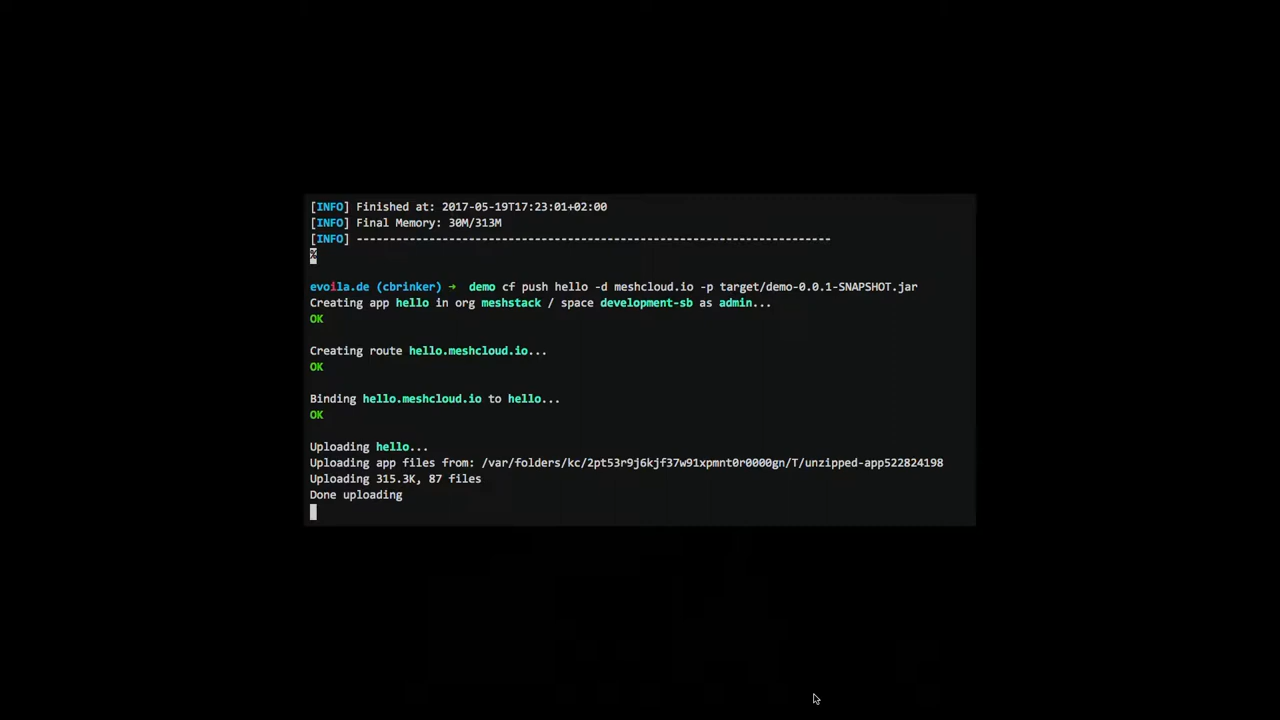 [INFO] Finished at: 2017-05-19T17:23:01+02:00
[INFO] Final Memory: 30M/313M
[INFO] ------------------------------------------------------------------------
%
evoila.de (cbrinker) → demo cf push hello -d meshcloud.io -p target/demo-0.0.1-SNAPSHOT.jar
Creating app hello in org meshstack / space development-sb as admin...
OK
Creating route hello.meshcloud.io...
OK
Binding hello.meshcloud.io to hello...
OK
Uploading hello...
Uploading app files from: /var/folders/kc/2pt53r9j6kjf37w91xpmnt0r0000gn/T/unzipped-app522824198
Uploading 315.3K, 87 files
Done uploading